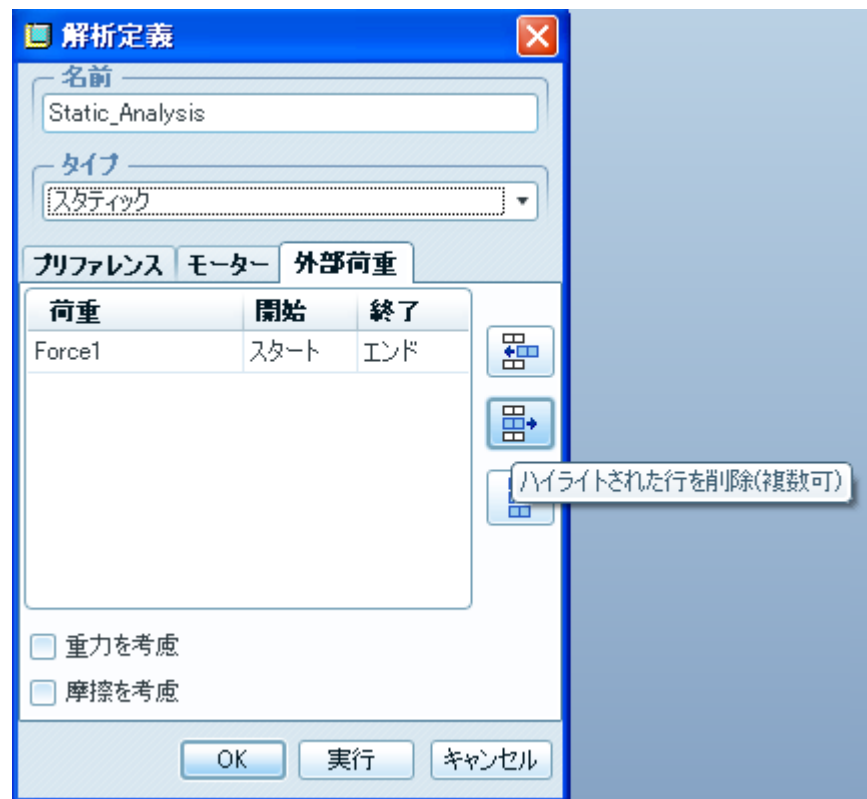 解析定義
名前
Static_Analysis
タイプ
スタティック
プリファレンス モーター 外部荷重
荷重 開始 終了
Force1 スタート エンド
ハイライトされた行を削除(複数可)
重力を考慮
摩擦を考慮
OK 実行 キャンセル